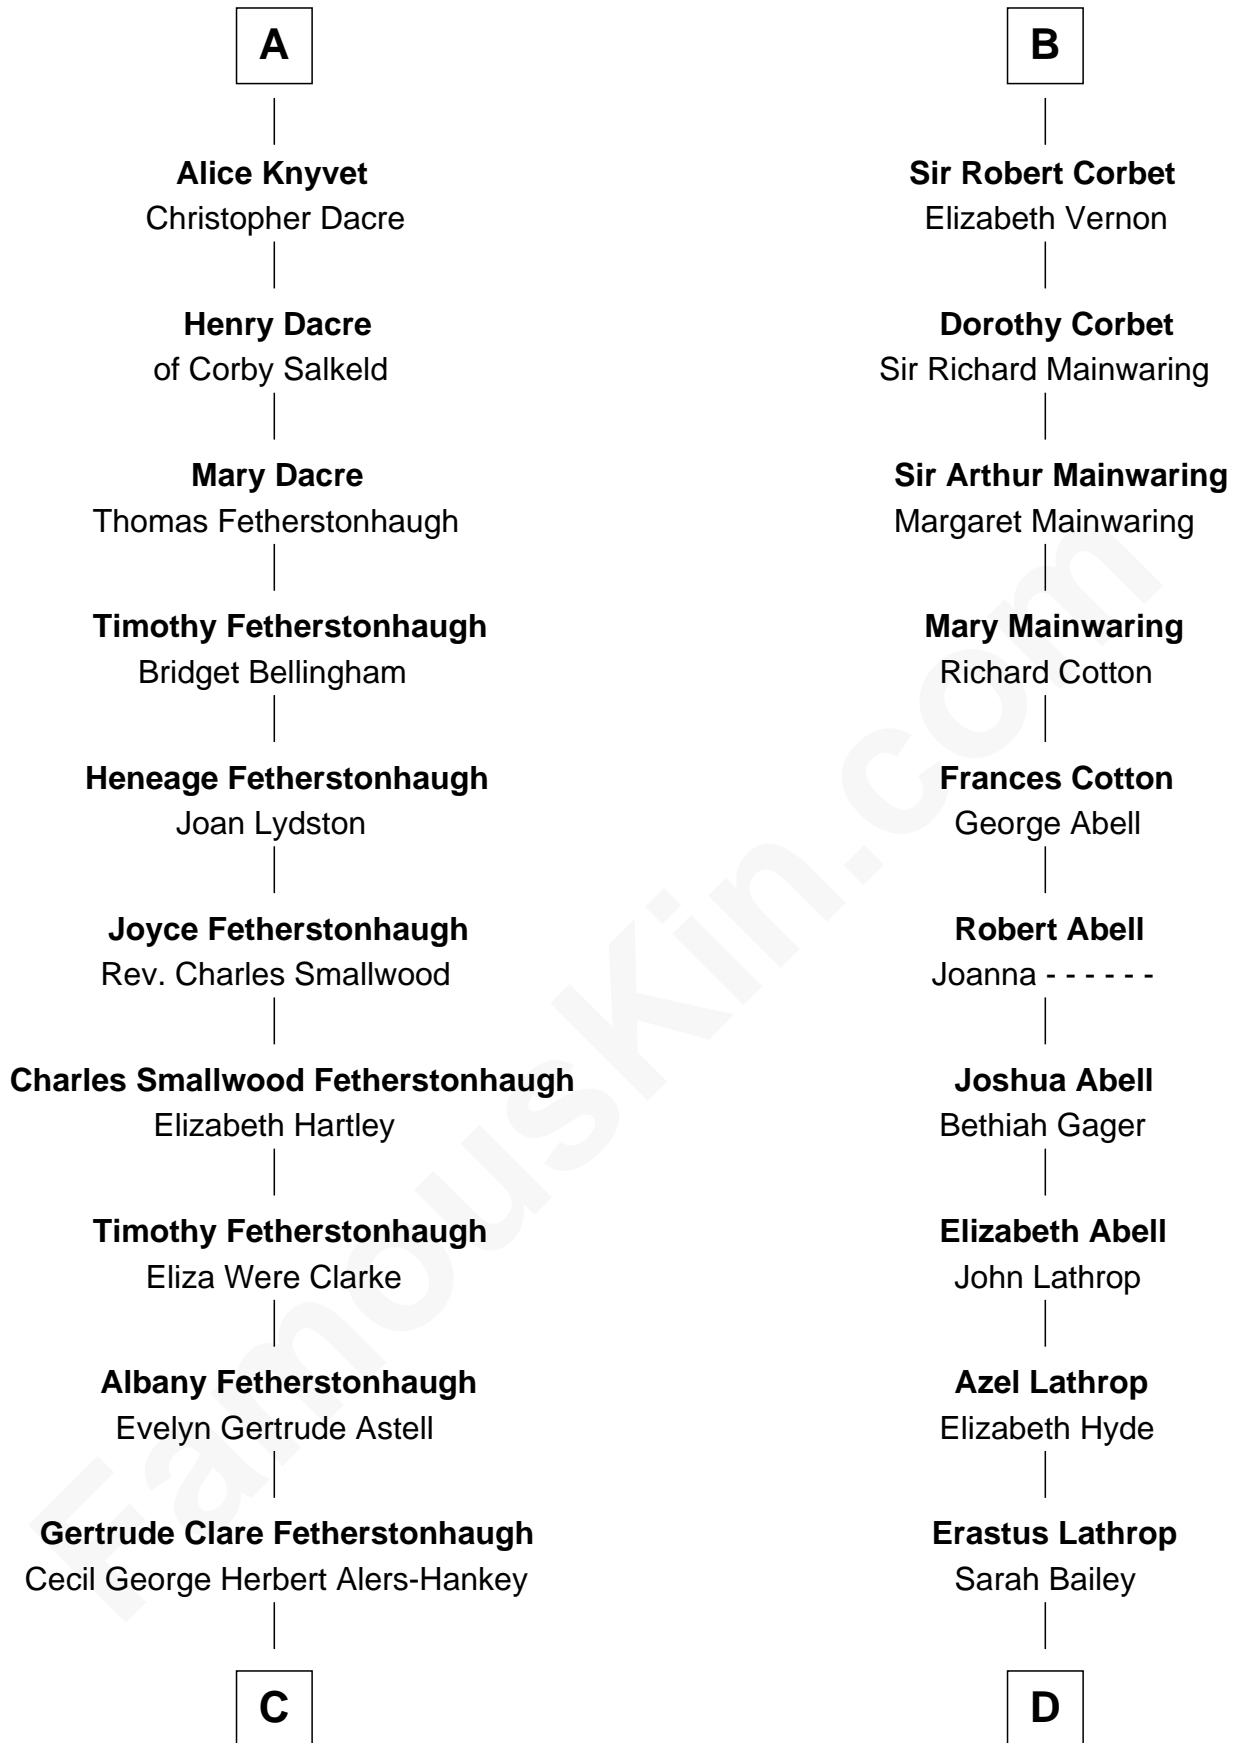 A
Alice Knyvet
Christopher Dacre
Henry Dacre
of Corby Salkeld
Mary Dacre
Thomas Fetherstonhaugh
Timothy Fetherstonhaugh
Bridget Bellingham
Heneage Fetherstonhaugh
Joan Lydston
Joyce Fetherstonhaugh
Rev. Charles Smallwood
Charles Smallwood Fetherstonhaugh
Elizabeth Hartley
Timothy Fetherstonhaugh
Eliza Were Clarke
Albany Fetherstonhaugh
Evelyn Gertrude Astell
Gertrude Clare Fetherstonhaugh
Cecil George Herbert Alers-Hankey
C
B
Sir Robert Corbet
Elizabeth Vernon
Dorothy Corbet
Sir Richard Mainwaring
Sir Arthur Mainwaring
Margaret Mainwaring
Mary Mainwaring
Richard Cotton
Frances Cotton
George Abell
Robert Abell
Joanna - - - - - -
Joshua Abell
Bethiah Gager
Elizabeth Abell
John Lathrop
Azel Lathrop
Elizabeth Hyde
Erastus Lathrop
Sarah Bailey
D
FamousKin.com